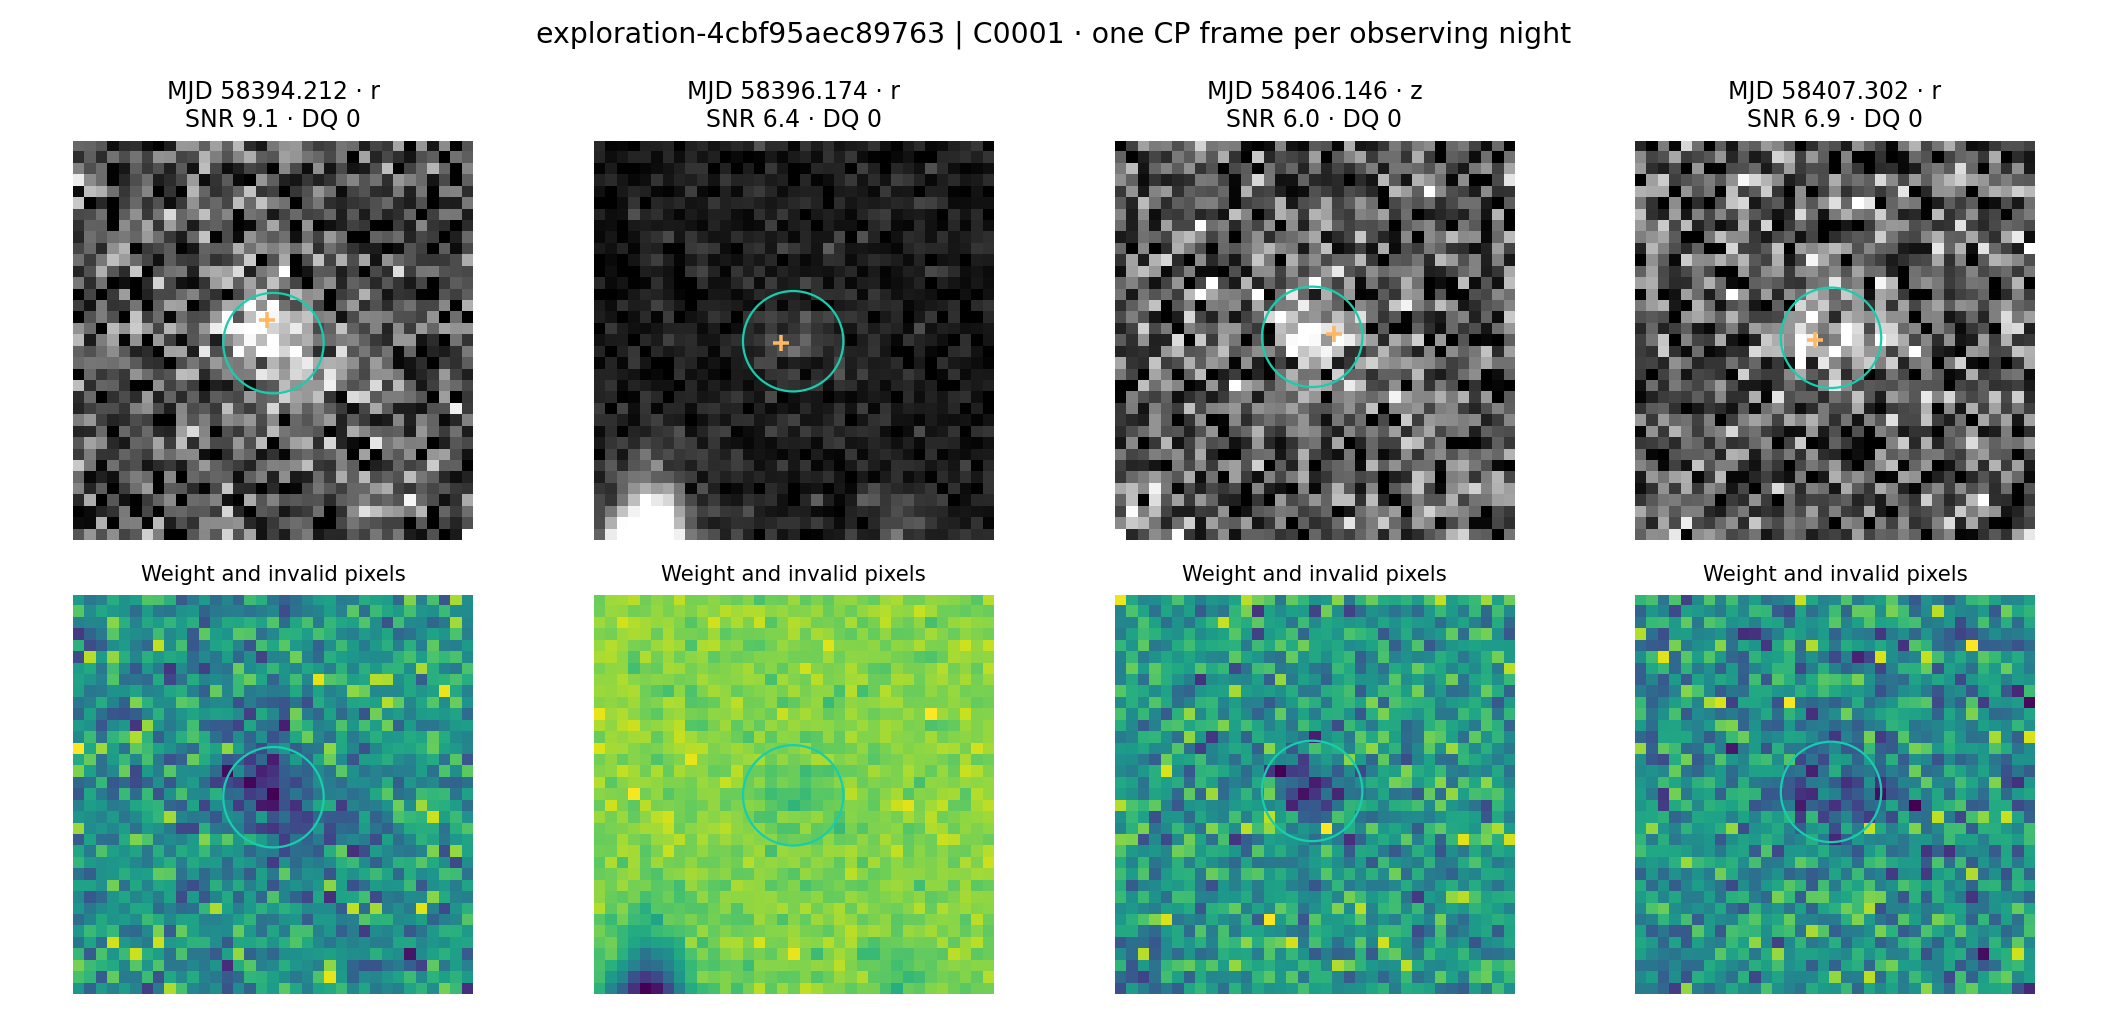 exploration-4cbf95aec89763 | C0001 · one CP frame per observing night
MJD 58394.212 · r
SNR 9.1 · DQ 0
MJD 58396.174 · r
SNR 6.4 · DQ 0
MJD 58406.146 · z
SNR 6.0 · DQ 0
MJD 58407.302 · r
SNR 6.9 · DQ 0
Weight and invalid pixels
Weight and invalid pixels
Weight and invalid pixels
Weight and invalid pixels